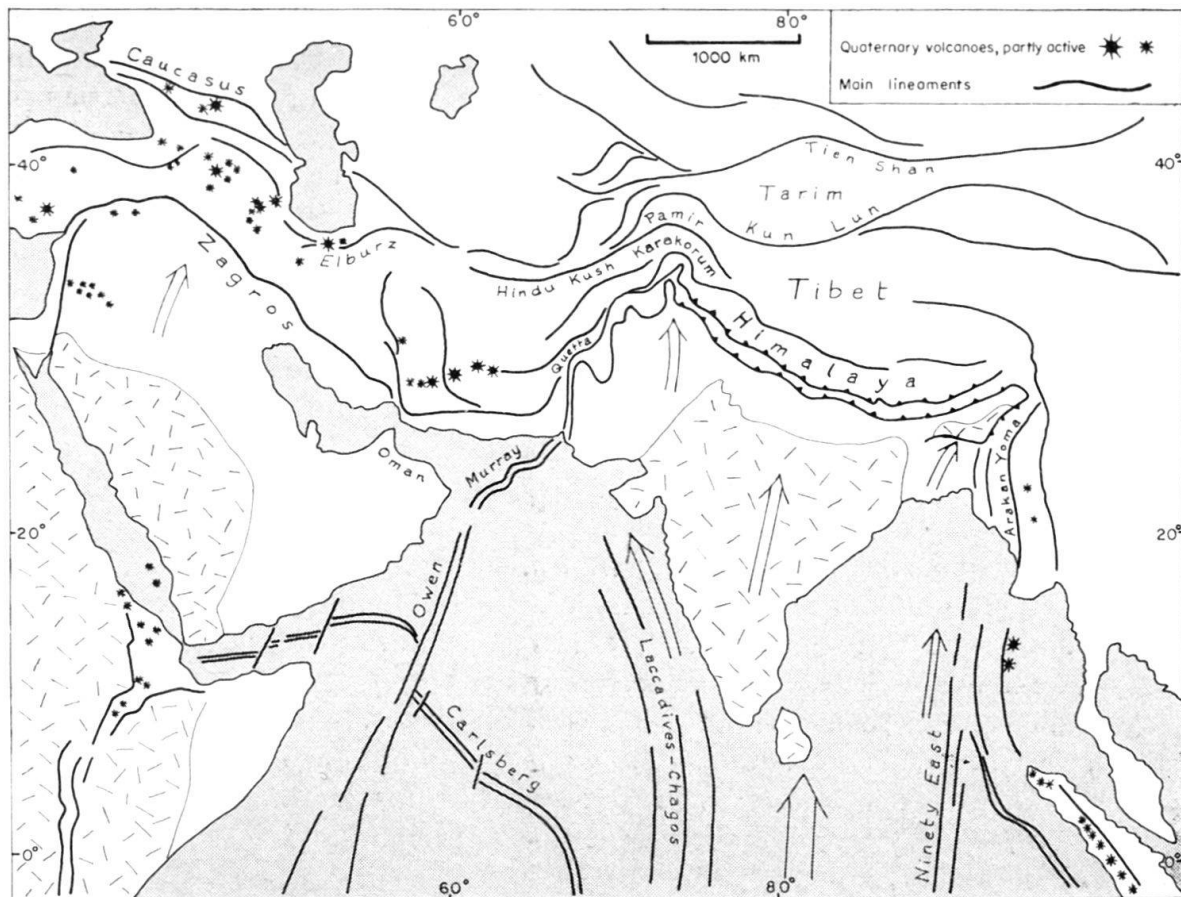 60°
80°
Quaternary volcanoes, partly active
1000 km
Main lineaments
Caucasus
40°
40°
Tien Shan
Tarim
Kun Lun
Pamir
Karakorum
Hindu Kush
Elburz
Zagros
Tibet
Himalaya
Quetta
Oman
Murray
Arakan Yoma
20°
20°
Owen
Carlsberg
Laccadives-Chagos
Ninety East
0°
0°
60°
80°